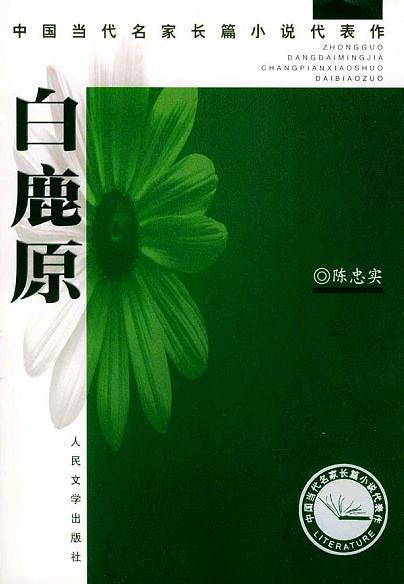 中国当代名家长篇小说代表作
ZHONGGUO
DANGDAIMINGJIA
CHANGPIANXIAOSHUO
DAIBIAOZUO
白鹿原
◎陈忠实
人民文学出版社
中国当代名家长篇小说代表作
LITERATURE